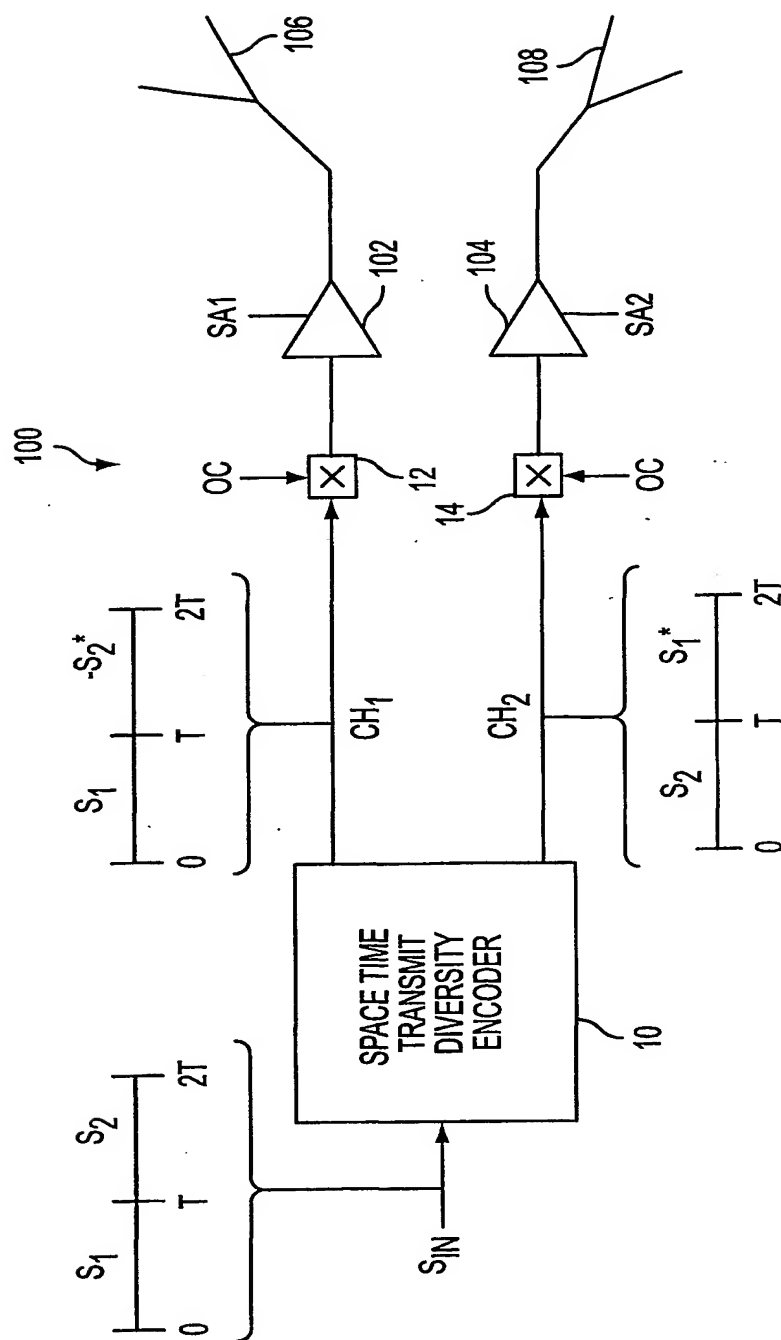 100
S1 S2
0 T 2T
SIN
SPACE TIME
TRANSMIT
DIVERSITY
ENCODER
10
S1 -S2*
0 T 2T
CH1
OC
12
SA1
102
106
CH2
S2 S1*
0 T 2T
14
OC
104
SA2
108